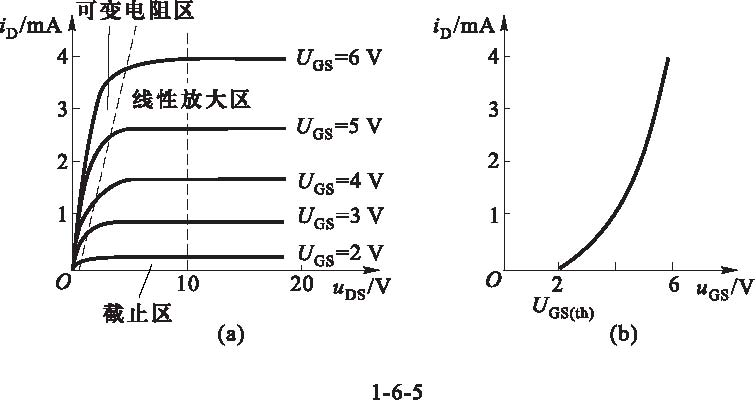 iD/mA
可变电阻区
4
3
2
1
O
10
20
uDS/V
线性放大区
UGS=6 V
UGS=5 V
UGS=4 V
UGS=3 V
UGS=2 V
截止区
(a)
iD/mA
4
3
2
1
O
2
6
uGS/V
UGS(th)
(b)
1-6-5